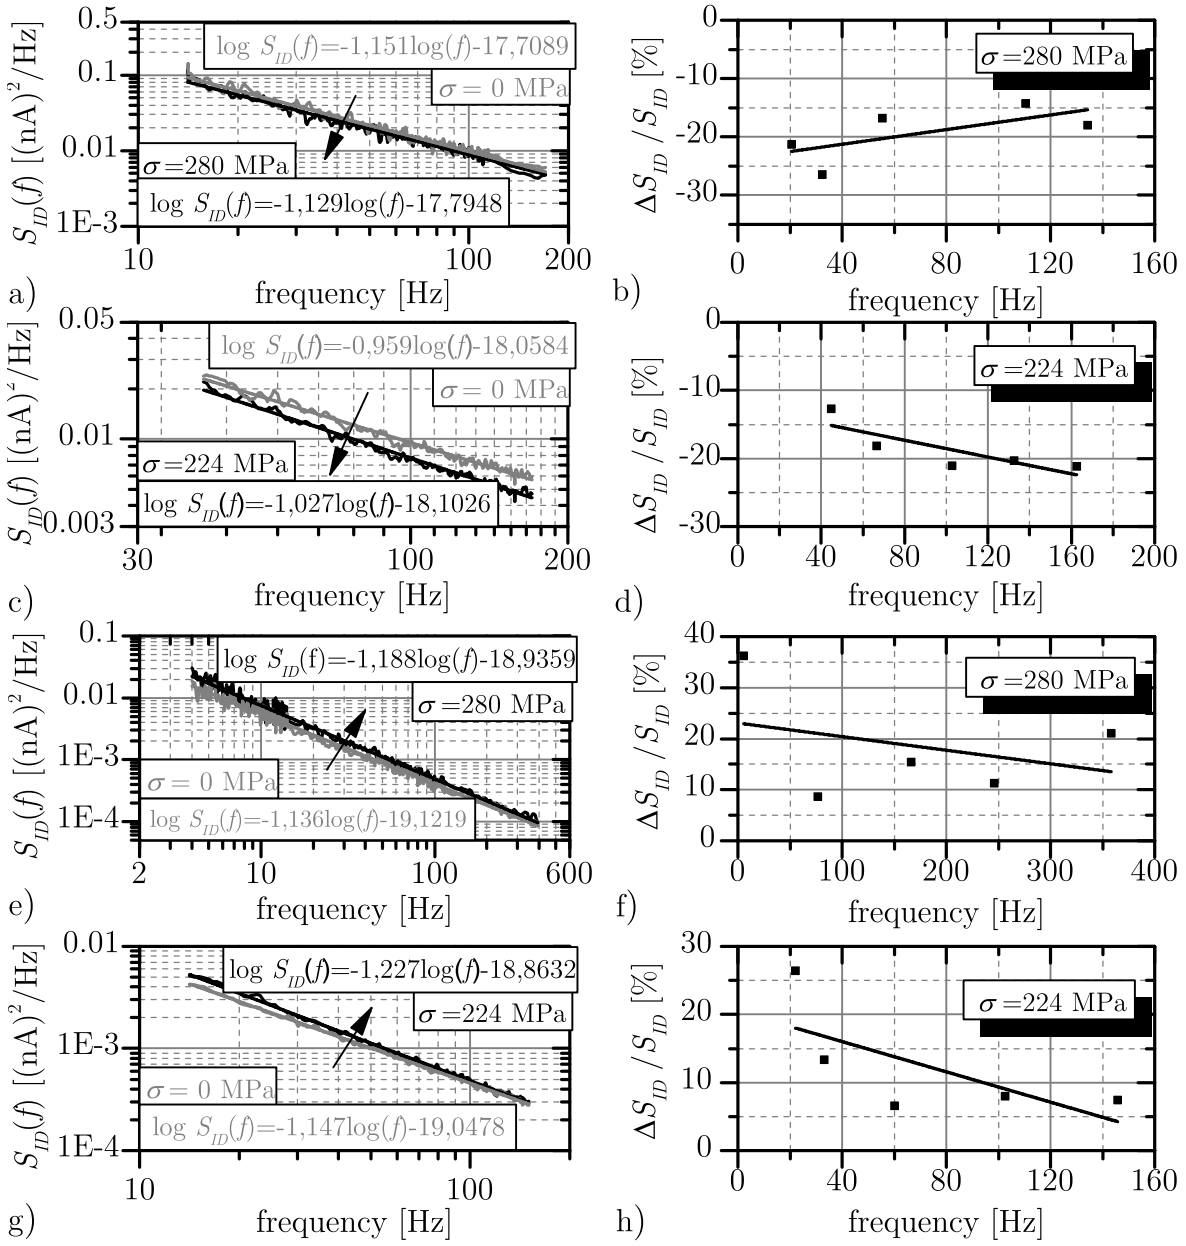 0.5
0.1
0.01
1E-3
S_ID(f) [(nA)²/Hz]
log S_ID(f)=-1,151log(f)-17,7089
σ= 0 MPa
σ=280 MPa
log S_ID(f)=-1,129log(f)-17,7948
10 100 200
a) frequency [Hz]
0
-10
-20
-30
ΔS_ID /S_ID [%]
σ=280 MPa
0 40 80 120 160
b) frequency [Hz]
0.05
0.01
0.003
S_ID(f) [(nA)²/Hz]
log S_ID(f)=-0,959log(f)-18,0584
σ= 0 MPa
σ=224 MPa
log S_ID(f)=-1,027log(f)-18,1026
30 100 200
c) frequency [Hz]
0
-10
-20
-30
ΔS_ID / S_ID [%]
σ=224 MPa
0 40 80 120 160 200
d) frequency [Hz]
0.1
0.01
1E-3
1E-4
S_ID(f) [(nA)²/Hz]
log S_ID(f)=-1,188log(f)-18,9359
σ=280 MPa
σ= 0 MPa
log S_ID(f)=-1,136log(f)-19,1219
2 10 100 600
e) frequency [Hz]
40
30
20
10
0
ΔS_ID / S_ID [%]
σ=280 MPa
0 100 200 300 400
f) frequency [Hz]
0.01
1E-3
1E-4
S_ID(f) [(nA)²/Hz]
log S_ID(f)=-1,227log(f)-18,8632
σ=224 MPa
σ= 0 MPa
log S_ID(f)=-1,147log(f)-19,0478
10 100
g) frequency [Hz]
30
20
10
0
ΔS_ID / S_ID [%]
σ=224 MPa
0 40 80 120 160
h) frequency [Hz]